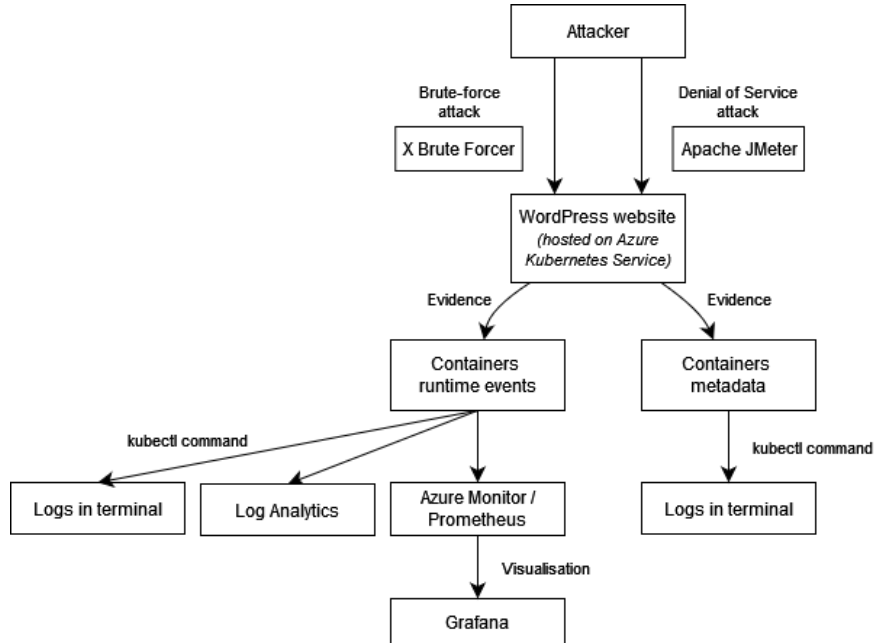 Attacker
Brute-force
attack
Denial of Service
attack
X Brute Forcer
Apache JMeter
WordPress website
(hosted on Azure
Kubernetes Service)
Evidence
Evidence
Containers
runtime events
Containers
metadata
kubectl command
kubectl command
Logs in terminal
Log Analytics
Azure Monitor /
Prometheus
Logs in terminal
Visualisation
Grafana